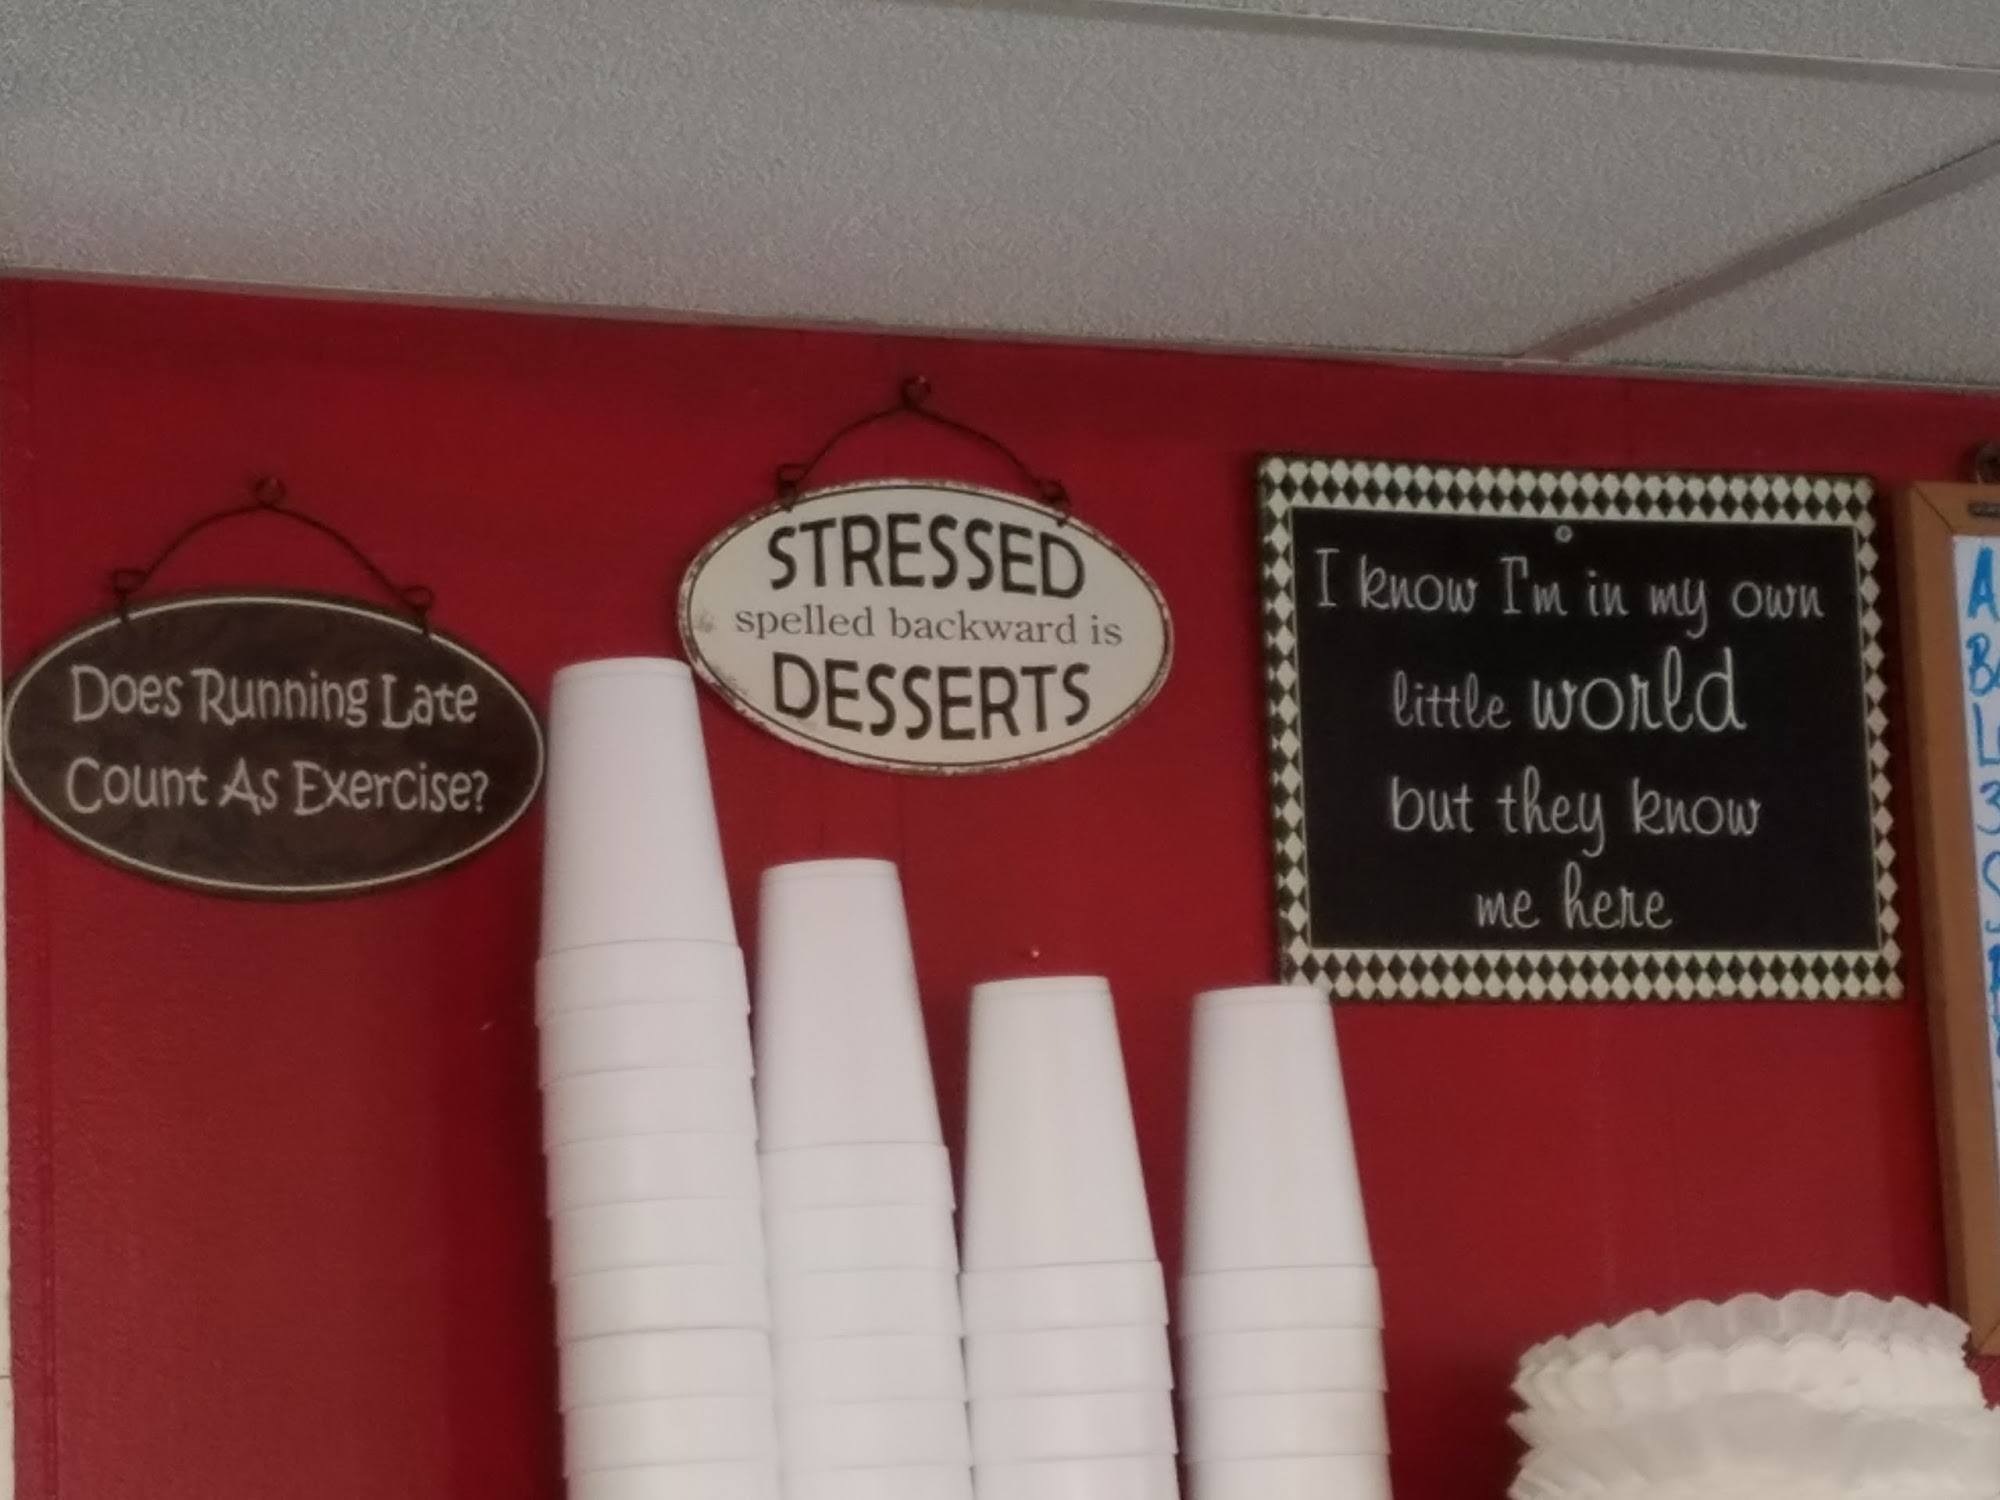 Does Running Late
Count As Exercise?
STRESSED
spelled backward is
DESSERTS
I know I'm in my own
little world
but they know
me here